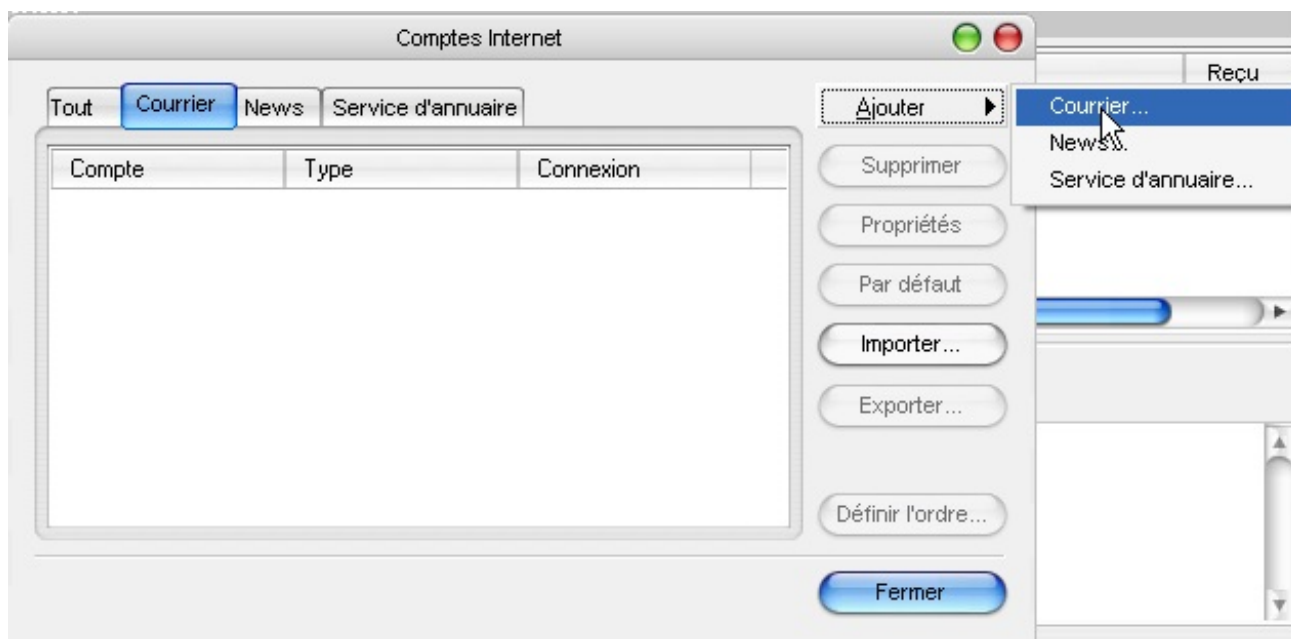 Comptes Internet
Reçu
Tout Courrier News Service d'annuaire
Ajouter
Courrier...
News...
Service d'annuaire...
Compte Type Connexion
Supprimer
Propriétés
Par défaut
Importer...
Exporter...
Définir l'ordre...
Fermer